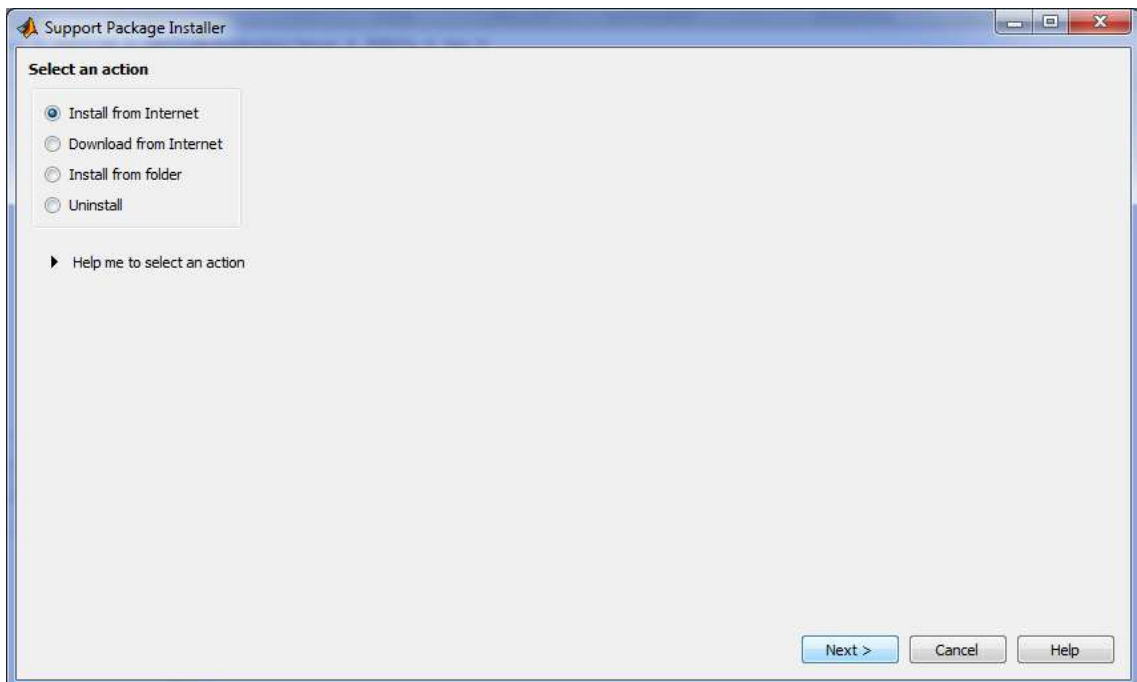 Support Package Installer
Select an action
Install from Internet
Download from Internet
Install from folder
Uninstall
Help me to select an action
Next > Cancel Help